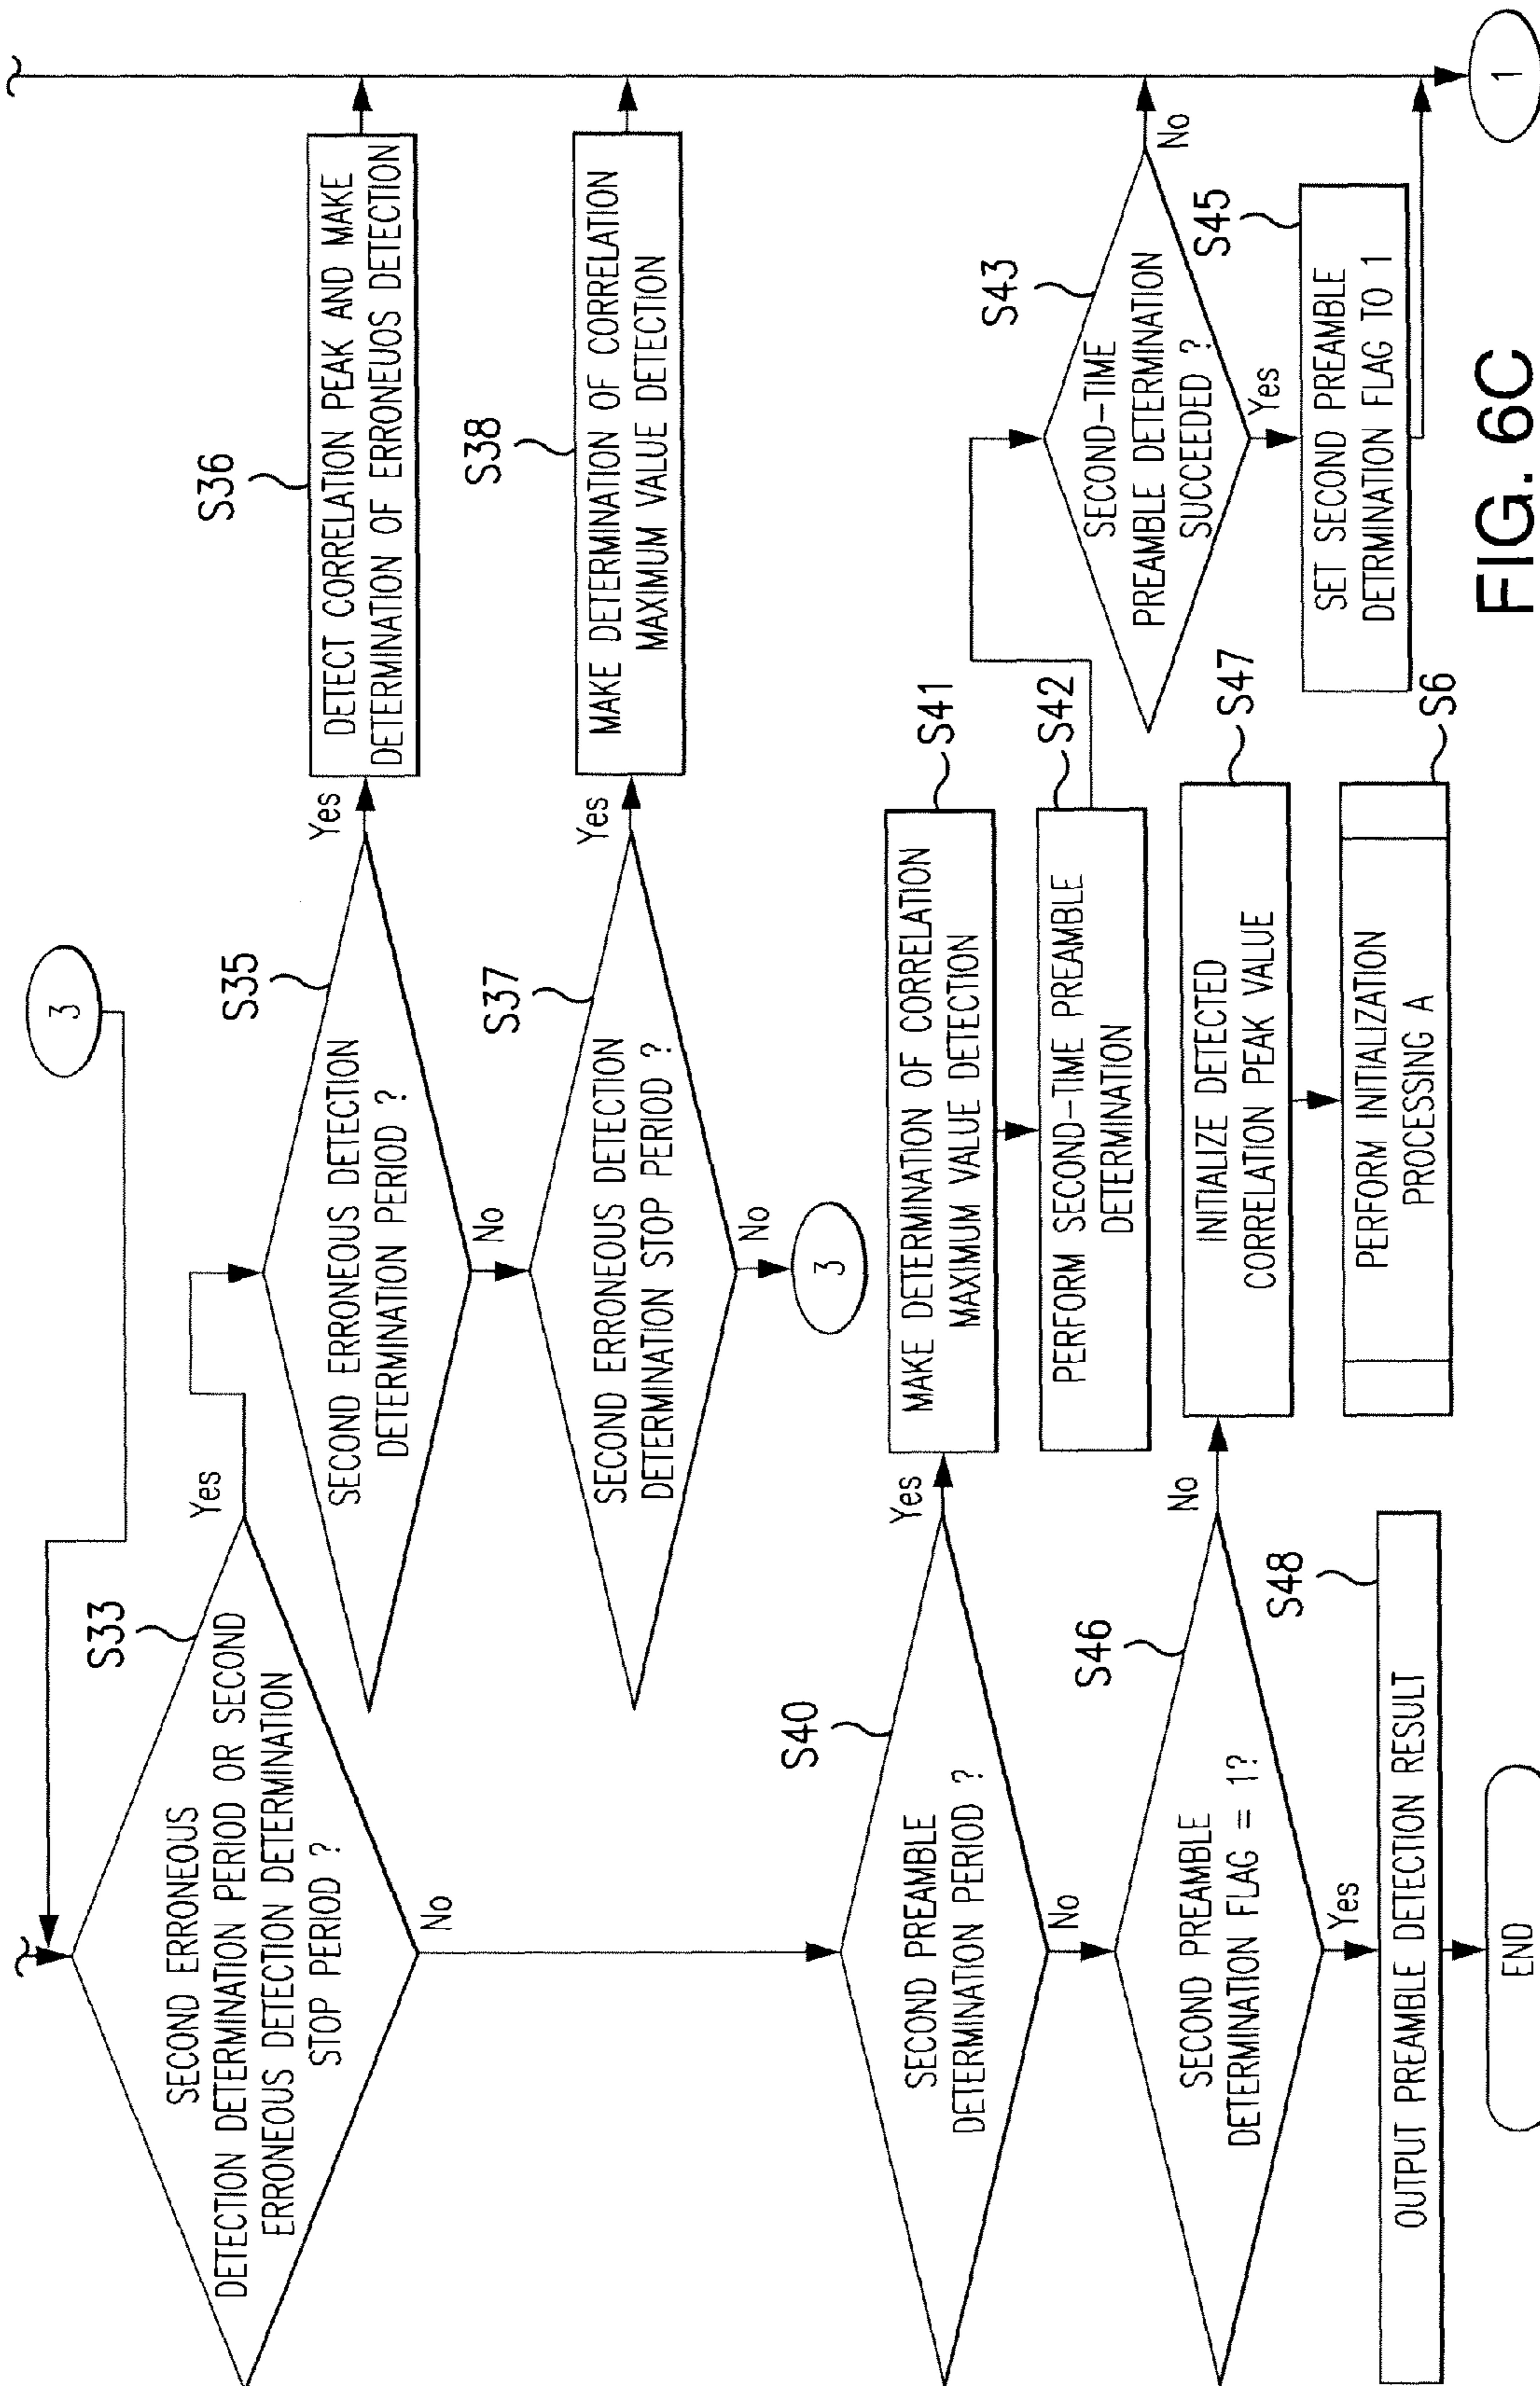 3
S33
SECOND ERRONEOUS
DETECTION DETERMINATION PERIOD OR SECOND
ERRONEOUS DETECTION DETERMINATION
STOP PERIOD ?
Yes
No
S35
SECOND ERRONEOUS DETECTION
DETERMINATION PERIOD ?
Yes
No
S36
DETECT CORRELATION PEAK AND MAKE
DETERMINATION OF ERRONEUOS DETECTION
S37
SECOND ERRONEOUS DETECTION
DETERMINATION STOP PERIOD ?
Yes
No
3
S38
MAKE DETERMINATION OF CORRELATION
MAXIMUM VALUE DETECTION
S40
SECOND PREAMBLE
DETERMINATION PERIOD ?
Yes
No
S41
MAKE DETERMINATION OF CORRELATION
MAXIMUM VALUE DETECTION
S42
PERFORM SECOND-TIME PREAMBLE
DETERMINATION
S43
SECOND-TIME
PREAMBLE DETERMINATION
SUCCEEDED ?
No
Yes
S45
SET SECOND PREAMBLE
DETRMINATION FLAG TO 1
S46
SECOND PREAMBLE
DETERMINATION FLAG = 1?
No
Yes
S47
INITIALIZE DETECTED
CORRELATION PEAK VALUE
S6
PERFORM INITIALIZATION
PROCESSING A
S48
OUTPUT PREAMBLE DETECTION RESULT
END
1
FIG. 6C